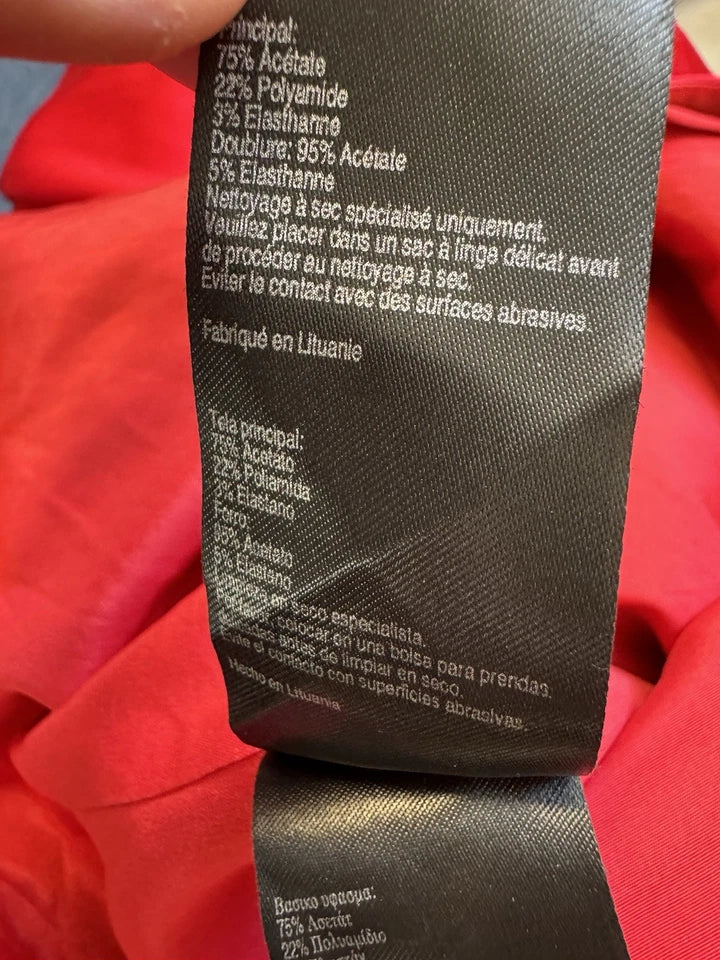 Principal:
75% Acétate
22% Polyamide
3% Elasthanne
Doublure: 95% Acétate
5% Elasthanne
Nettoyage à sec spécialisé uniquement.
Veuillez placer dans un sac à linge délicat avant
de procéder au nettoyage à sec.
Eviter le contact avec des surfaces abrasives.
Fabriqué en Lituanie
Tela principal:
75% Acetato
22% Poliamida
3% Elastano
Forro:
95% Acetato
5% Elastano
en seco especialista.
colocar en una bolsa para prendas
antes de limpiar en seco.
Evite el contacto con superficies abrasivas.
Hecho en Lituania
Βασικο υφασμα:
75% Ασετάτ
22% Πολυαμίδιο